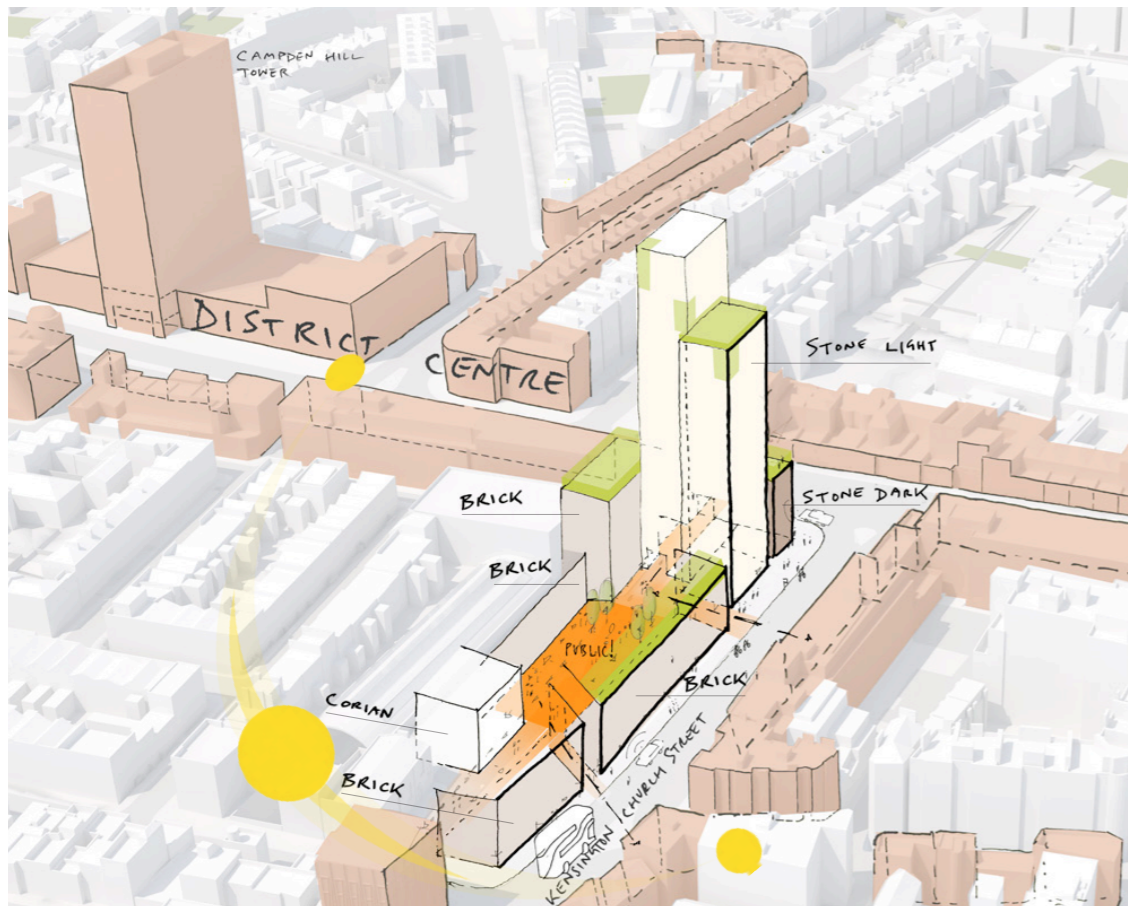 CAMPDEN HILL
TOWER
DISTRICT
CENTRE
STONE LIGHT
BRICK
STONE DARK
BRICK
PUBLIC!
BRICK
CORIAN
BRICK
KENSINGTON CHURCH STREET